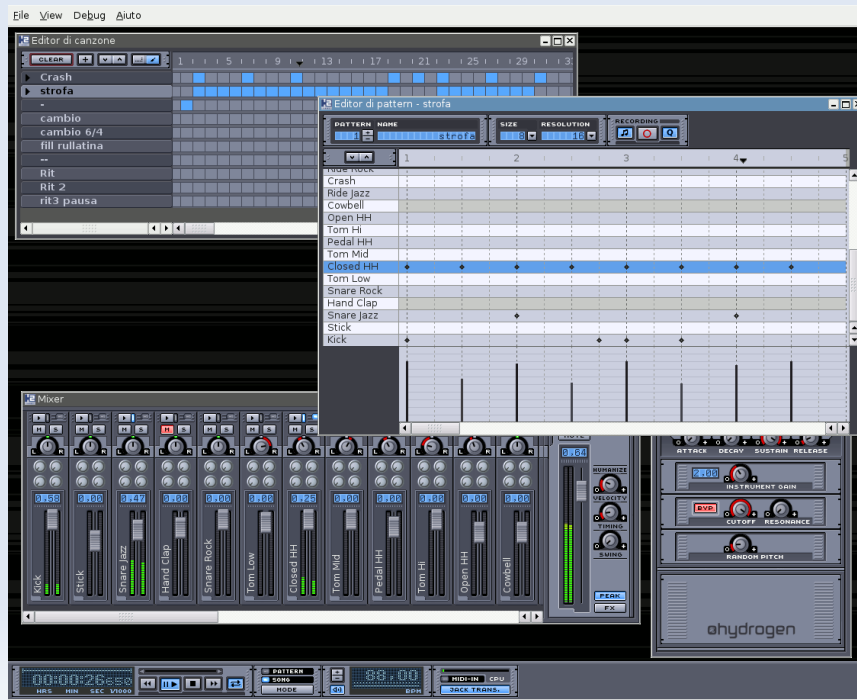 File View Debug Aiuto
Editor di canzone
CLEAR
1 5 9 13 17 21 25 29 33
Crash
strofa
-
cambio
cambio 6/4
fill rullatina
--
Rit
Rit 2
rit3 pausa
Editor di pattern - strofa
PATTERN NAME SIZE RESOLUTION RECORDING
1 strofa 8 16 Q
1 2 3 4 5
Ride Rock
Crash
Ride Jazz
Cowbell
Open HH
Tom Hi
Pedal HH
Tom Mid
Closed HH
Tom Low
Snare Rock
Hand Clap
Snare Jazz
Stick
Kick
Mixer
M S M S M S M S M S M S M S
L R L R L R L R L R L R L R L R L R L R L R L R
0.58 0.00 0.47 0.00 0.00 0.00 0.25 0.00 0.00 0.00 0.00 0.00
Kick
Stick
Snare Jazz
Hand Clap
Snare Rock
Tom Low
Closed HH
Tom Mid
Pedal HH
Tom Hi
Open HH
Cowbell
MUTE
0.64
HUMANIZE
VELOCITY
TIMING
SWING
PEAK
FX
ATTACK DECAY SUSTAIN RELEASE
2.00
INSTRUMENT GAIN
BYP
CUTOFF RESONANCE
RANDOM PITCH
hydrogen
00:00:26650
HRS MIN SEC 1/1000
PATTERN
SONG
MODE
88,00
BPM
MIDI-IN CPU
JACK TRANS.